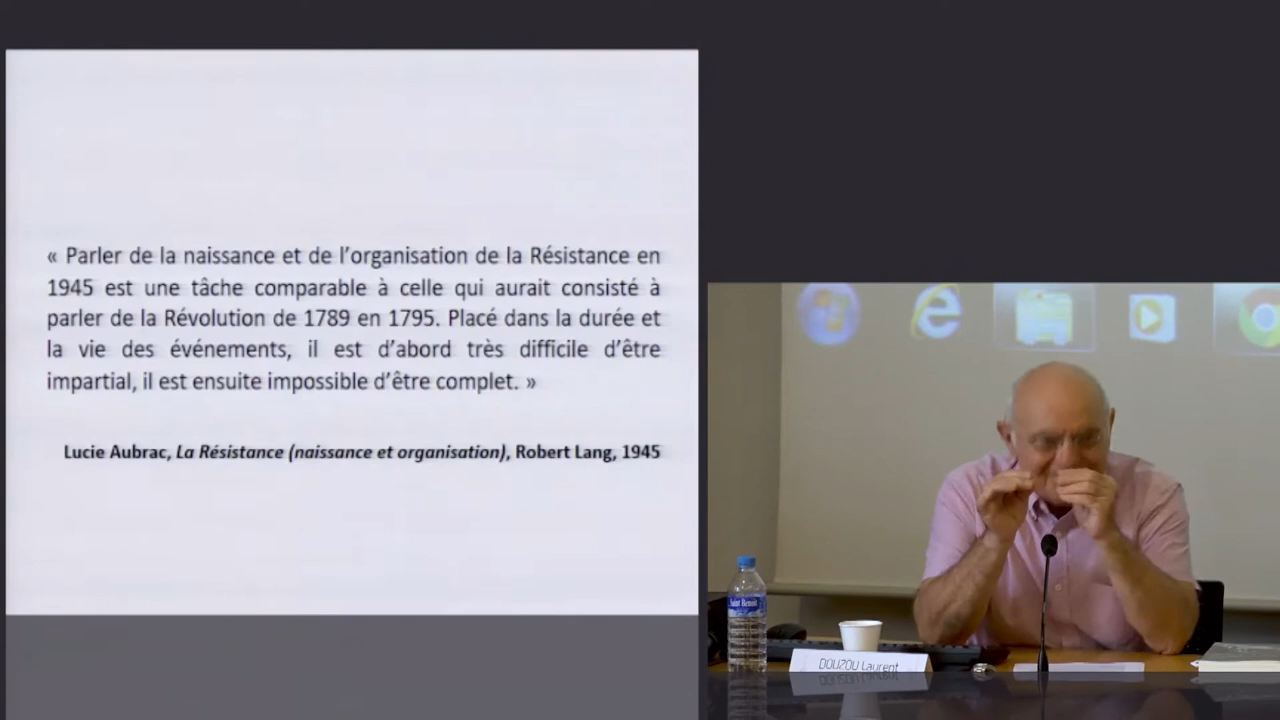 « Parler de la naissance et de l’organisation de la Résistance en
1945 est une tâche comparable à celle qui aurait consisté à
parler de la Révolution de 1789 en 1795. Placé dans la durée et
la vie des événements, il est d’abord très difficile d’être
impartial, il est ensuite impossible d’être complet. »
Lucie Aubrac, La Résistance (naissance et organisation), Robert Lang, 1945
Saint Benoît
DOUZOU Laurent